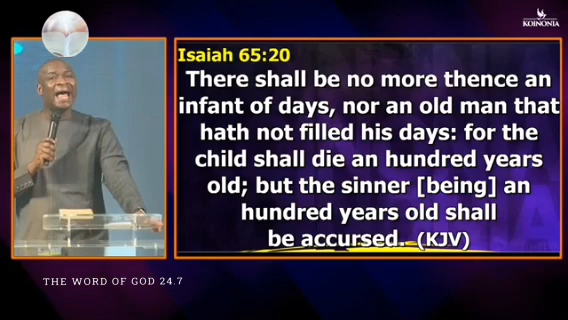 KOINONIA
Isaiah 65:20
There shall be no more thence an
infant of days, nor an old man that
hath not filled his days: for the
child shall die an hundred years
old; but the sinner [being] an
hundred years old shall
be accursed. (KJV)
THE WORD OF GOD 24.7